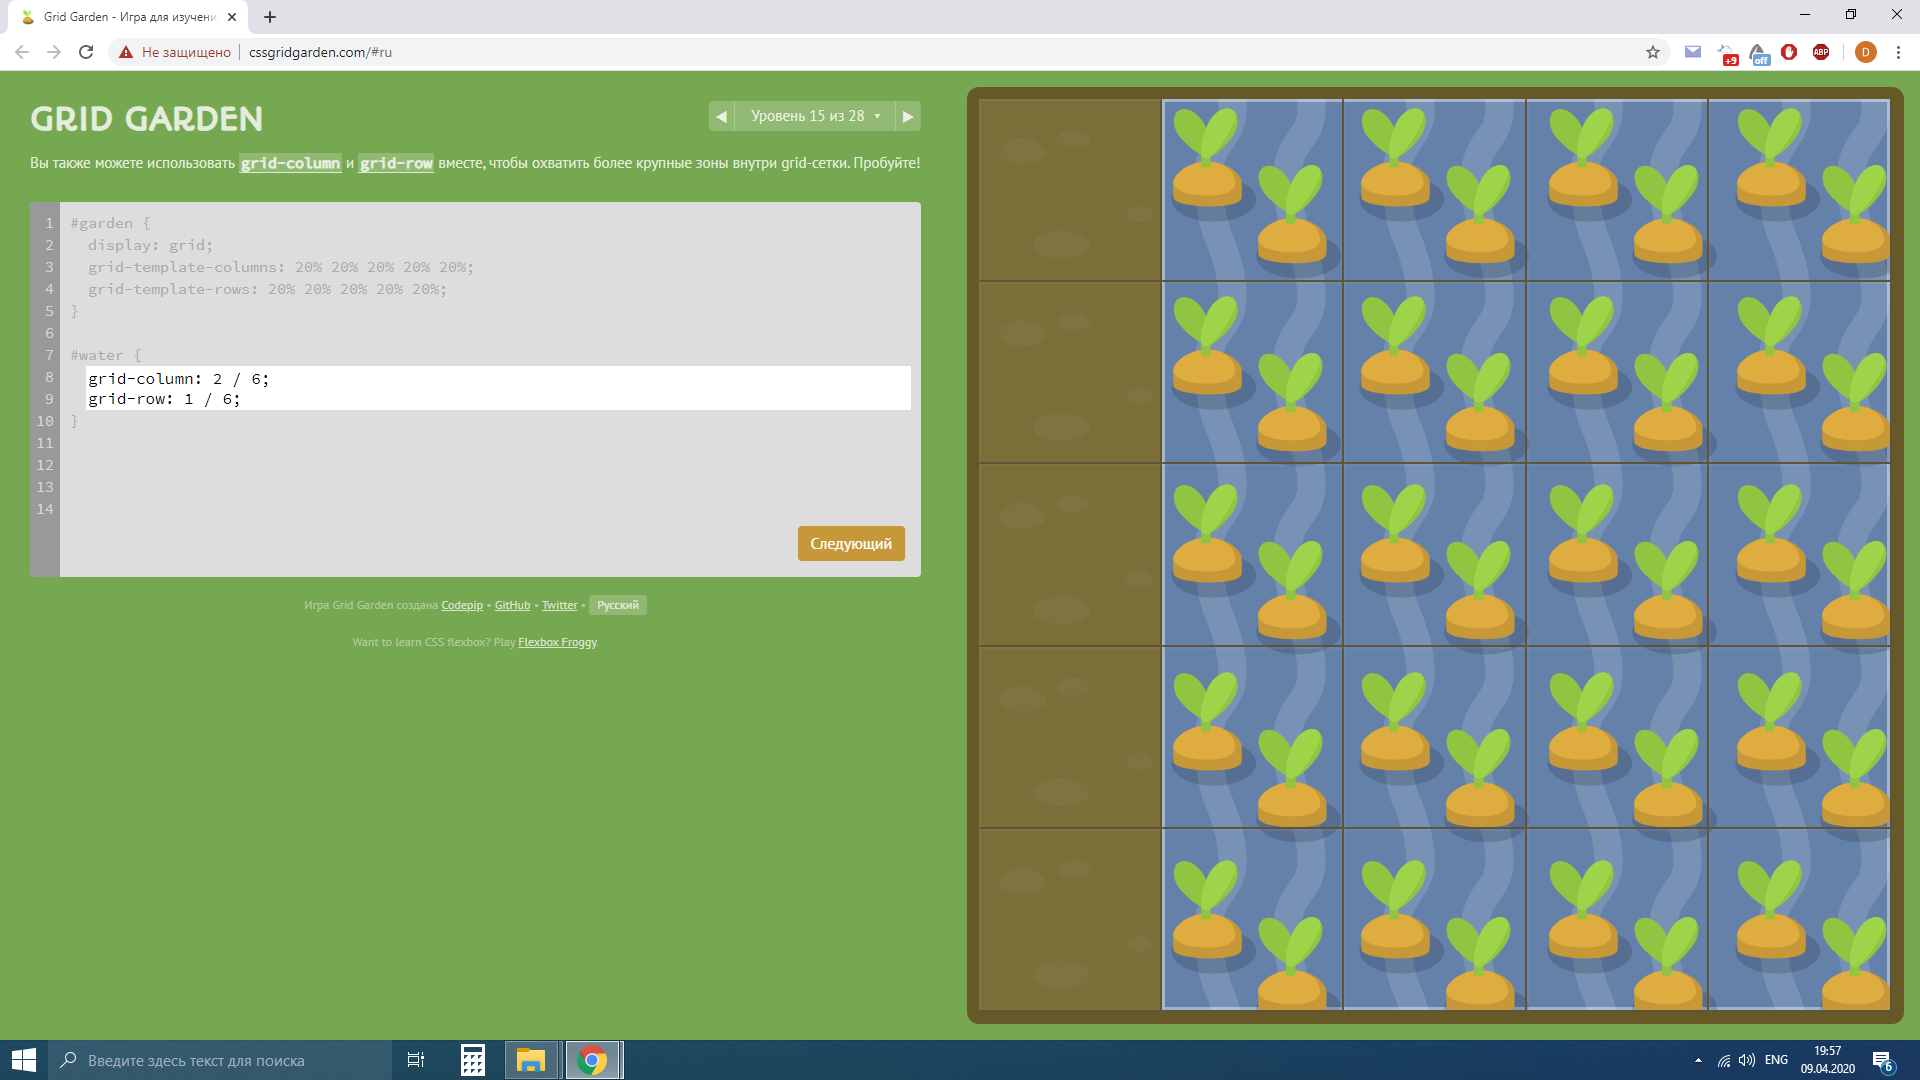 Grid Garden - Игра для изучени
Не защищено
cssgridgarden.com/#ru
+9
off
ABP
D
GRID GARDEN
Уровень 15 из 28
Вы также можете использовать grid-column и grid-row вместе, чтобы охватить более крупные зоны внутри grid-сетки. Пробуйте!
1 #garden {
2 display: grid;
3 grid-template-columns: 20% 20% 20% 20% 20%;
4 grid-template-rows: 20% 20% 20% 20% 20%;
5 }
6
7 #water {
8 grid-column: 2 / 6;
9 grid-row: 1 / 6;
10 }
11
12
13
14
Следующий
Игра Grid Garden создана Codepip • GitHub • Twitter • Русский
Want to learn CSS flexbox? Play Flexbox Froggy.
Введите здесь текст для поиска
ENG
19:57
09.04.2020
6